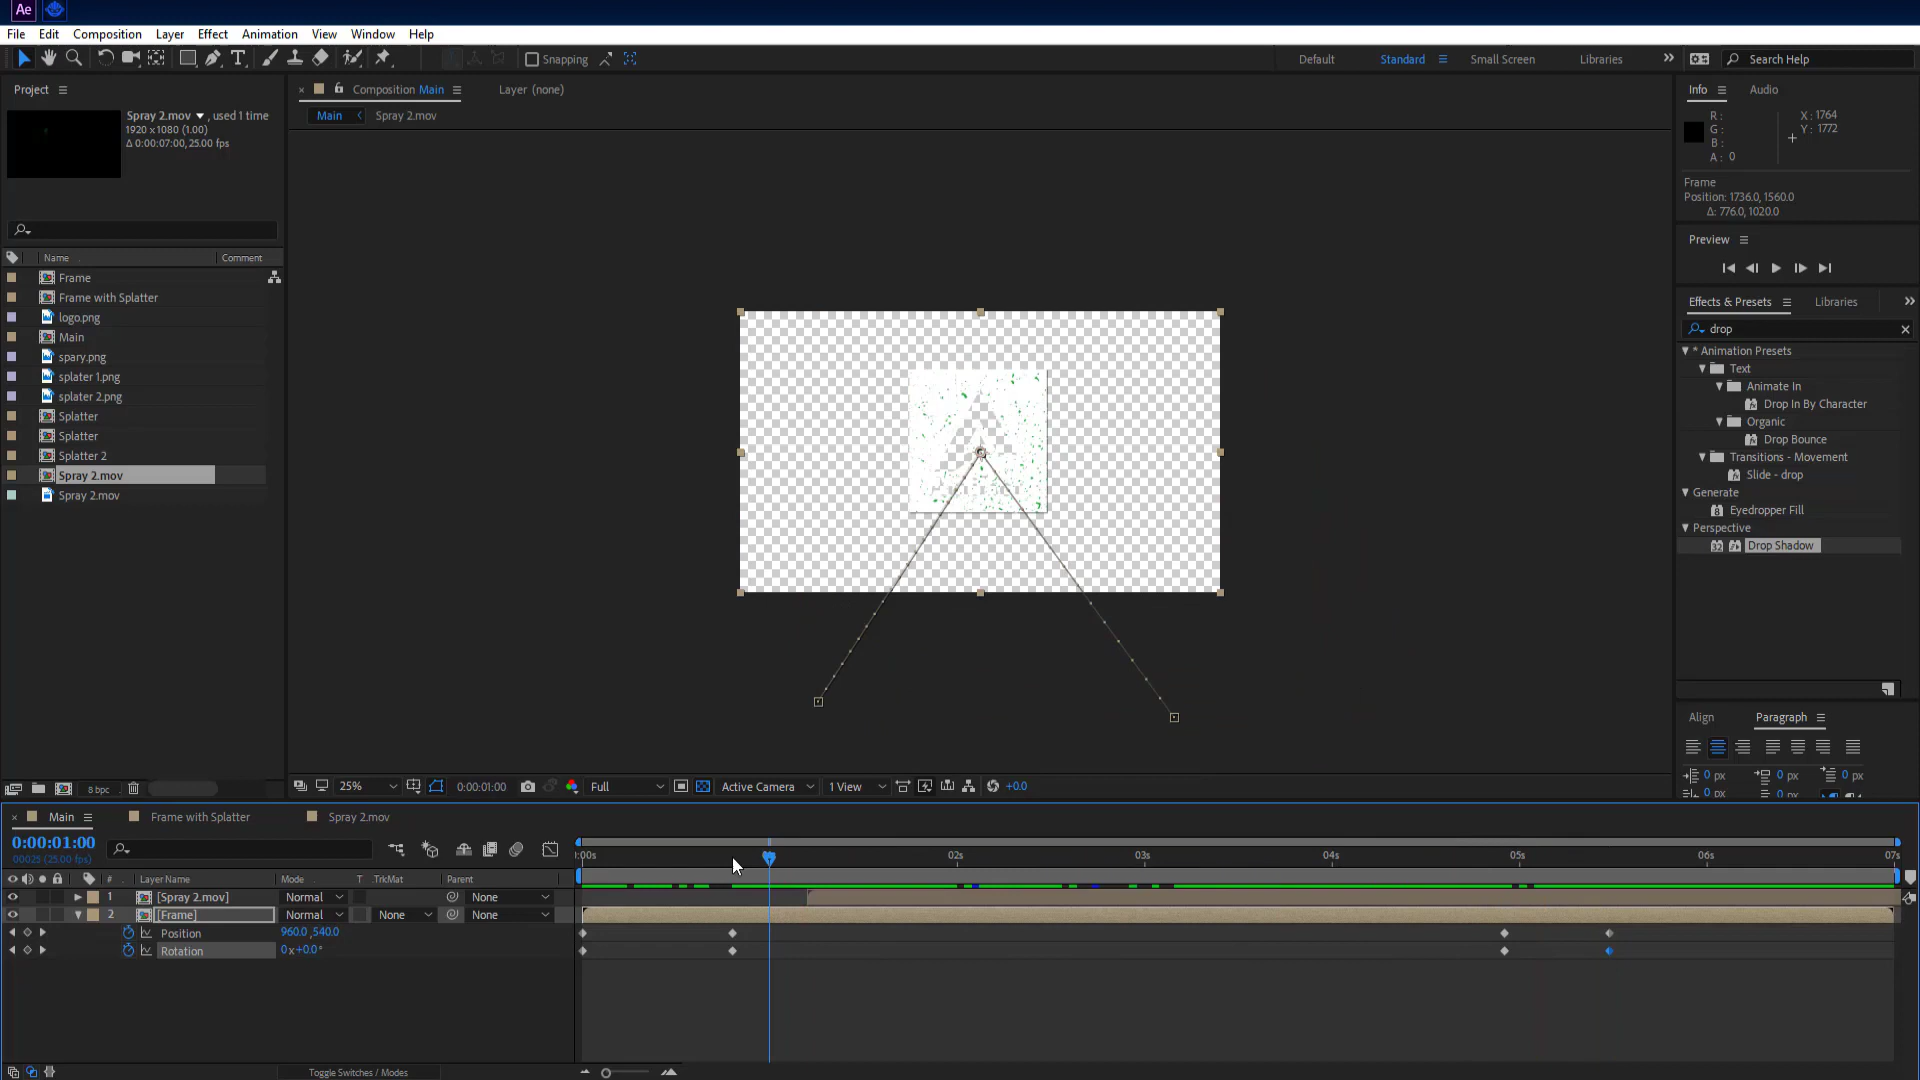 Ae
File Edit Composition Layer Effect Animation View Window Help
Snapping
Default Standard Small Screen Libraries Search Help
Project
Spray 2.mov , used 1 time
1920 x 1080 (1.00)
Δ 0:00:07:00, 25.00 fps
Name Comment
Frame
Frame with Splatter
logo.png
Main
spary.png
splater 1.png
splater 2.png
Splatter
Splatter
Splatter 2
Spray 2.mov
Spray 2.mov
8 bpc
Composition Main Layer (none)
Main Spray 2.mov
25% 0:00:01:00 Full Active Camera 1 View +0.0
Info Audio
R :
G :
B :
A : 0
X : 1764
Y : 1772
Frame
Position: 1736.0, 1560.0
Δ: 776.0, 1020.0
Preview
Effects & Presets Libraries
drop
* Animation Presets
Text
Animate In
Drop In By Character
Organic
Drop Bounce
Transitions - Movement
Slide - drop
Generate
Eyedropper Fill
Perspective
Drop Shadow
Align Paragraph
0 px 0 px 0 px
0 px 0 px
Main Frame with Splatter Spray 2.mov
0:00:01:00
00025 (25.00 fps)
:00s 02s 03s 04s 05s 06s 07s
# Layer Name Mode T .TrkMat Parent
1 [Spray 2.mov] Normal None
2 [Frame] Normal None None
Position 960.0 ,540.0
Rotation 0 x +0.0 °
Toggle Switches / Modes